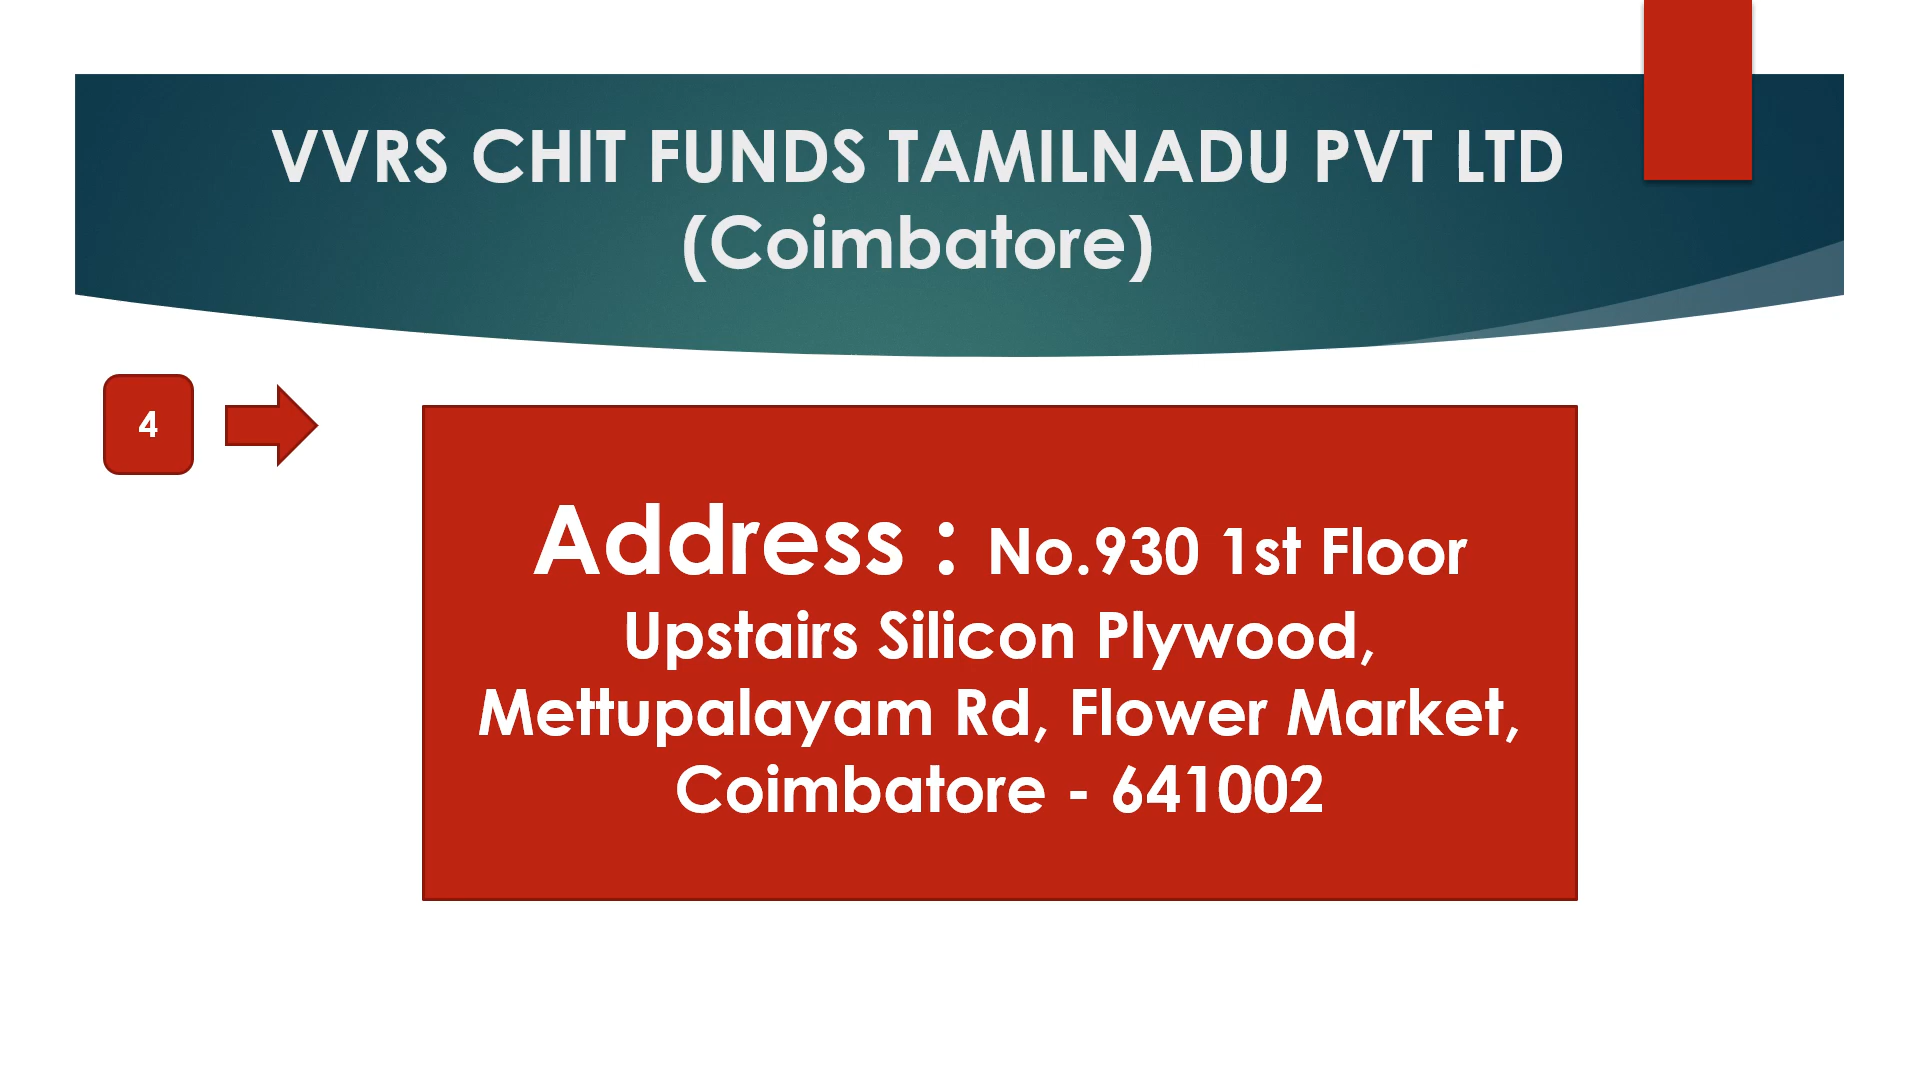 VVRS CHIT FUNDS TAMILNADU PVT LTD
(Coimbatore)
4
Address : No.930 1st Floor
Upstairs Silicon Plywood,
Mettupalayam Rd, Flower Market,
Coimbatore - 641002